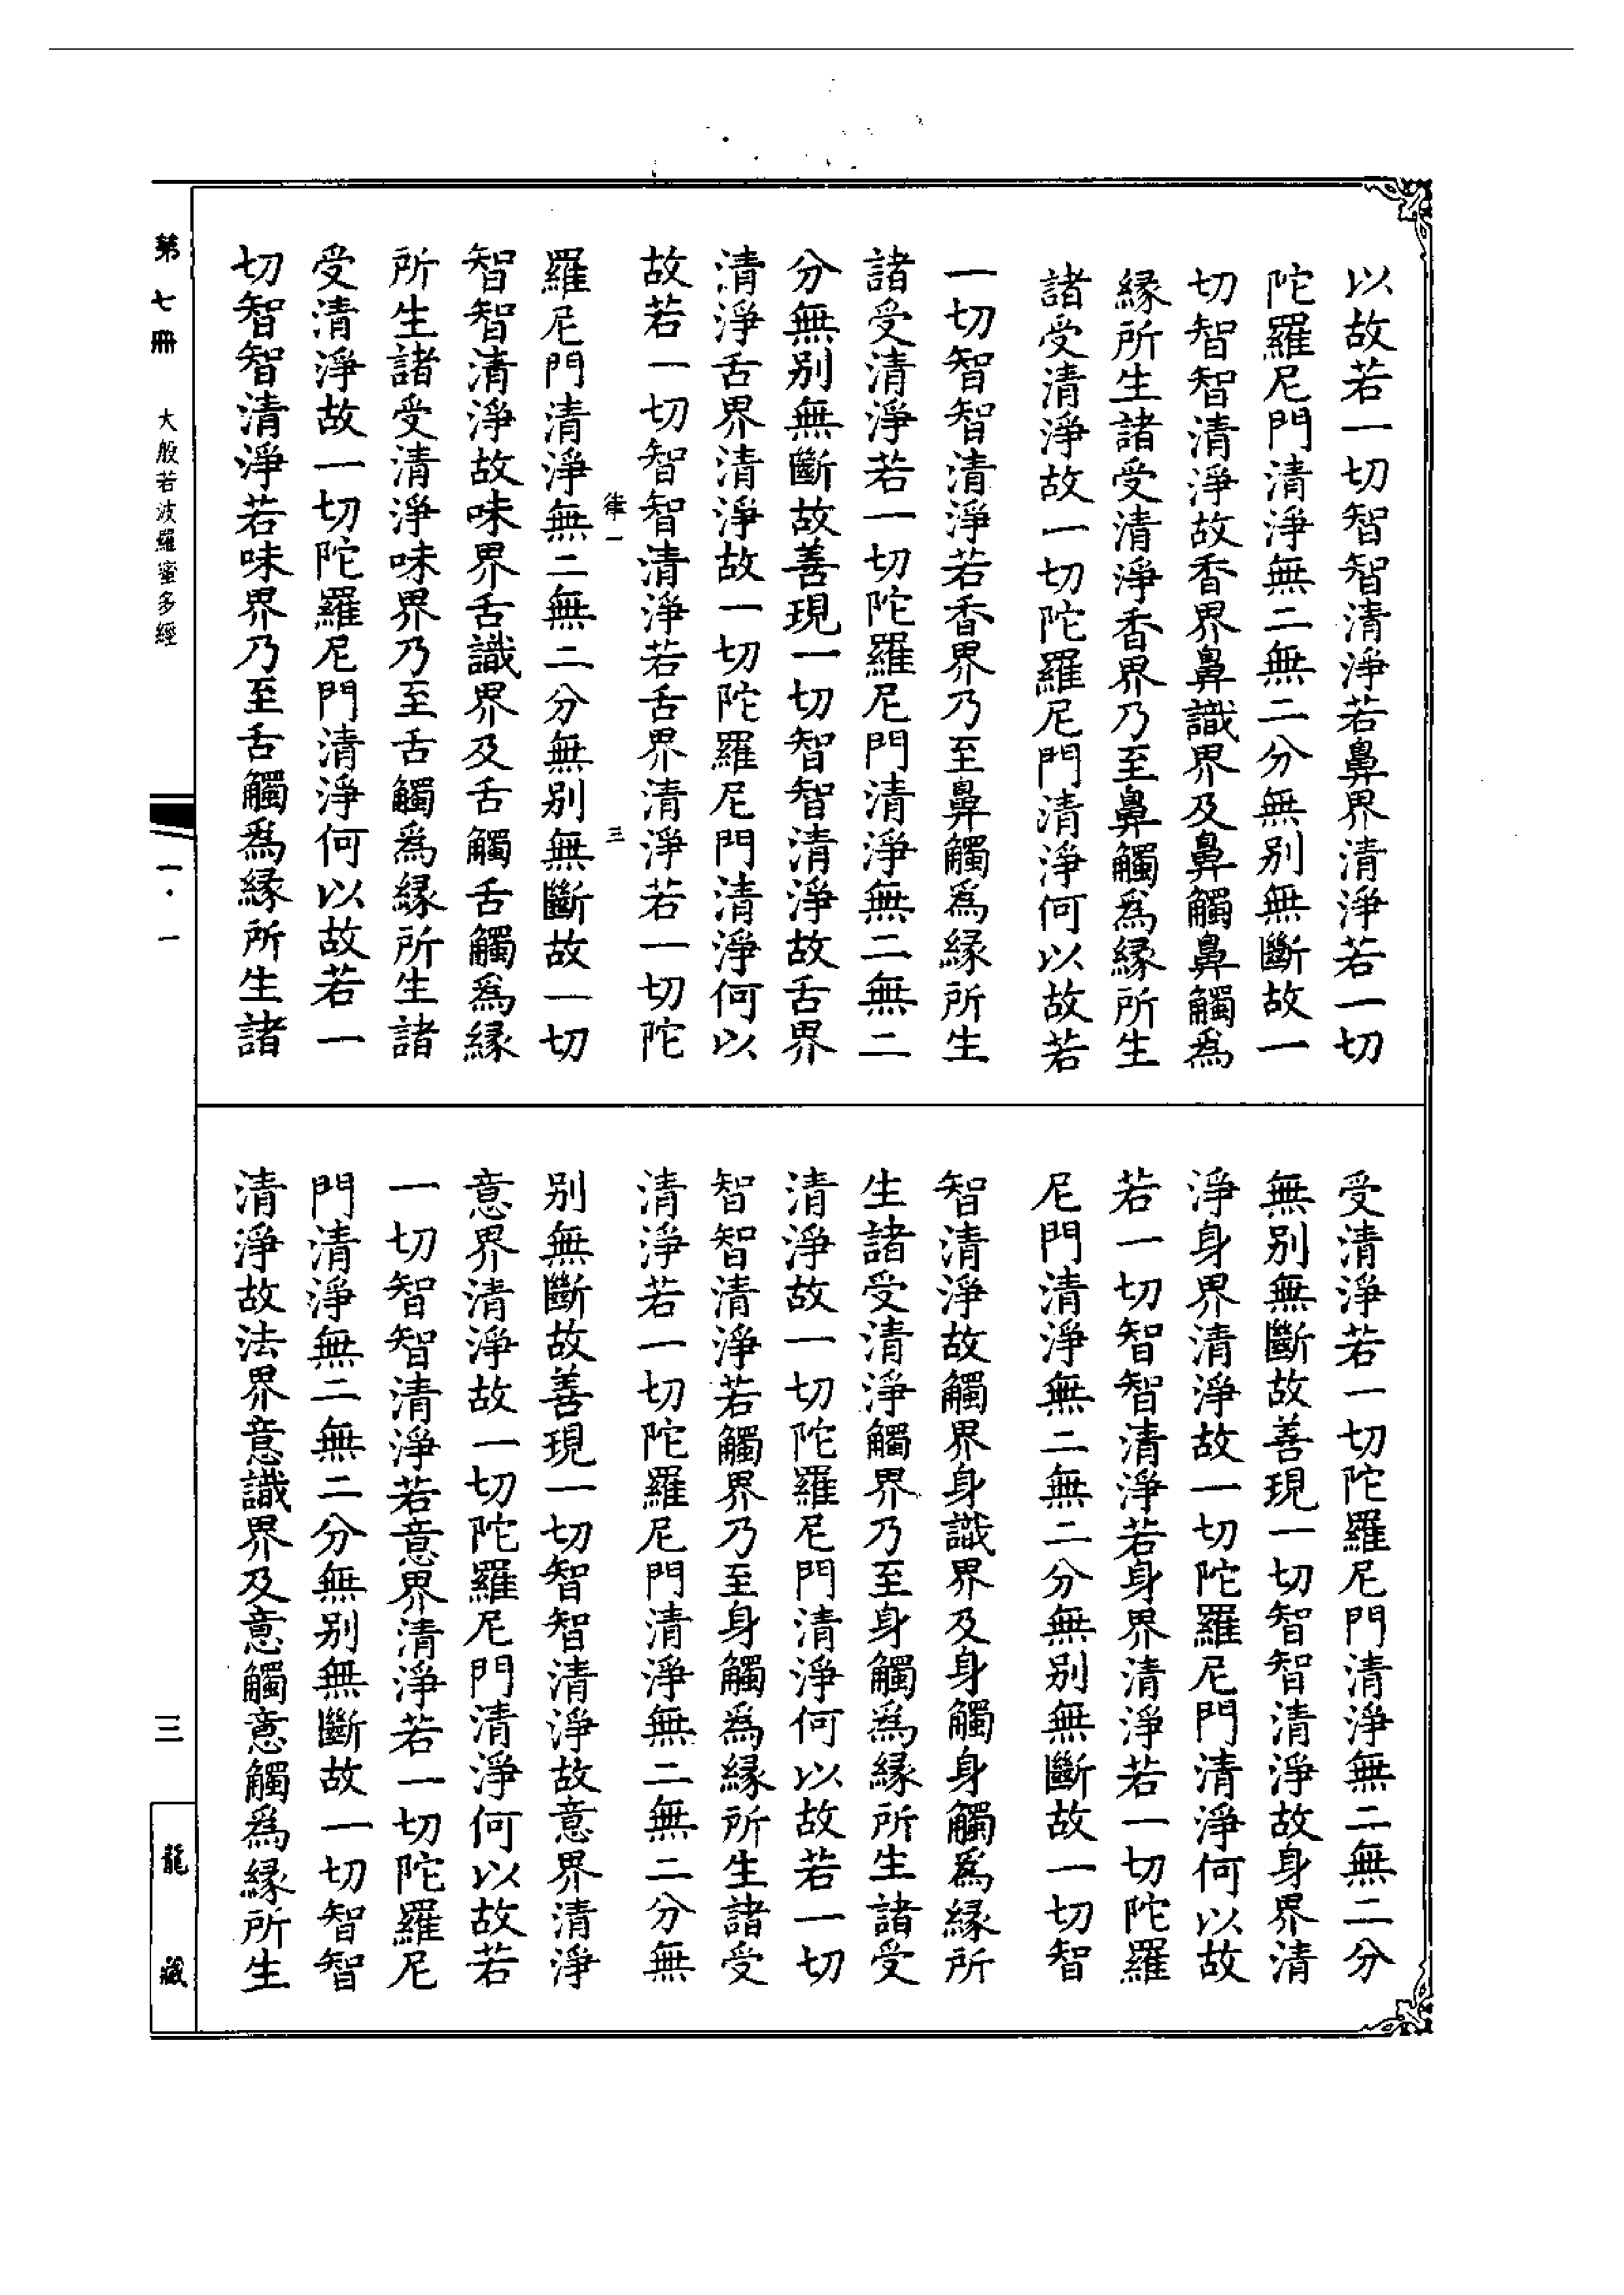 以故若一切智智清淨若鼻界清淨若一切
陀羅尼門清淨無二無二分無别無斷故一
切智智清淨故香界鼻識界及鼻觸鼻觸爲
緣所生諸受清淨香界乃至鼻觸爲緣所生
諸受清淨故一切陀羅尼門清淨何以故若
一切智智清淨若香界乃至鼻觸爲緣所生
諸受清淨若一切陀羅尼門清淨無二無二
分無别無斷故善現一切智智清淨故舌界
清淨舌界清淨故一切陀羅尼門清淨何以
故若一切智智清淨若舌界清淨若一切陀
一 三
羅尼門清淨無二無二分無别無斷故一切
智智清淨故味界舌識界及舌觸舌觸爲緣
所生諸受清淨味界乃至舌觸爲緣所生諸
受清淨故一切陀羅尼門清淨何以故若一
切智智清淨若味界乃至舌觸爲緣所生諸
受清淨若一切陀羅尼門清淨無二無二分
無别無斷故善現一切智智清淨故身界清
淨身界清淨故一切陀羅尼門清淨何以故
若一切智智清淨若身界清淨若一切陀羅
尼門清淨無二無二分無别無斷故一切智
智清淨故觸界身識界及身觸身觸爲緣所
生諸受清淨觸界乃至身觸爲緣所生諸受
清淨故一切陀羅尼門清淨何以故若一切
智智清淨若觸界乃至身觸爲緣所生諸受
清淨若一切陀羅尼門清淨無二無二分無
别無斷故善現一切智智清淨故意界清淨
意界清淨故一切陀羅尼門清淨何以故若
一切智智清淨若意界清淨若一切陀羅尼
門清淨無二無二分無别無斷故一切智智
清淨故法界意識界及意觸意觸爲緣所生
第七冊 大般若波羅蜜多經 一·一 三 龍藏